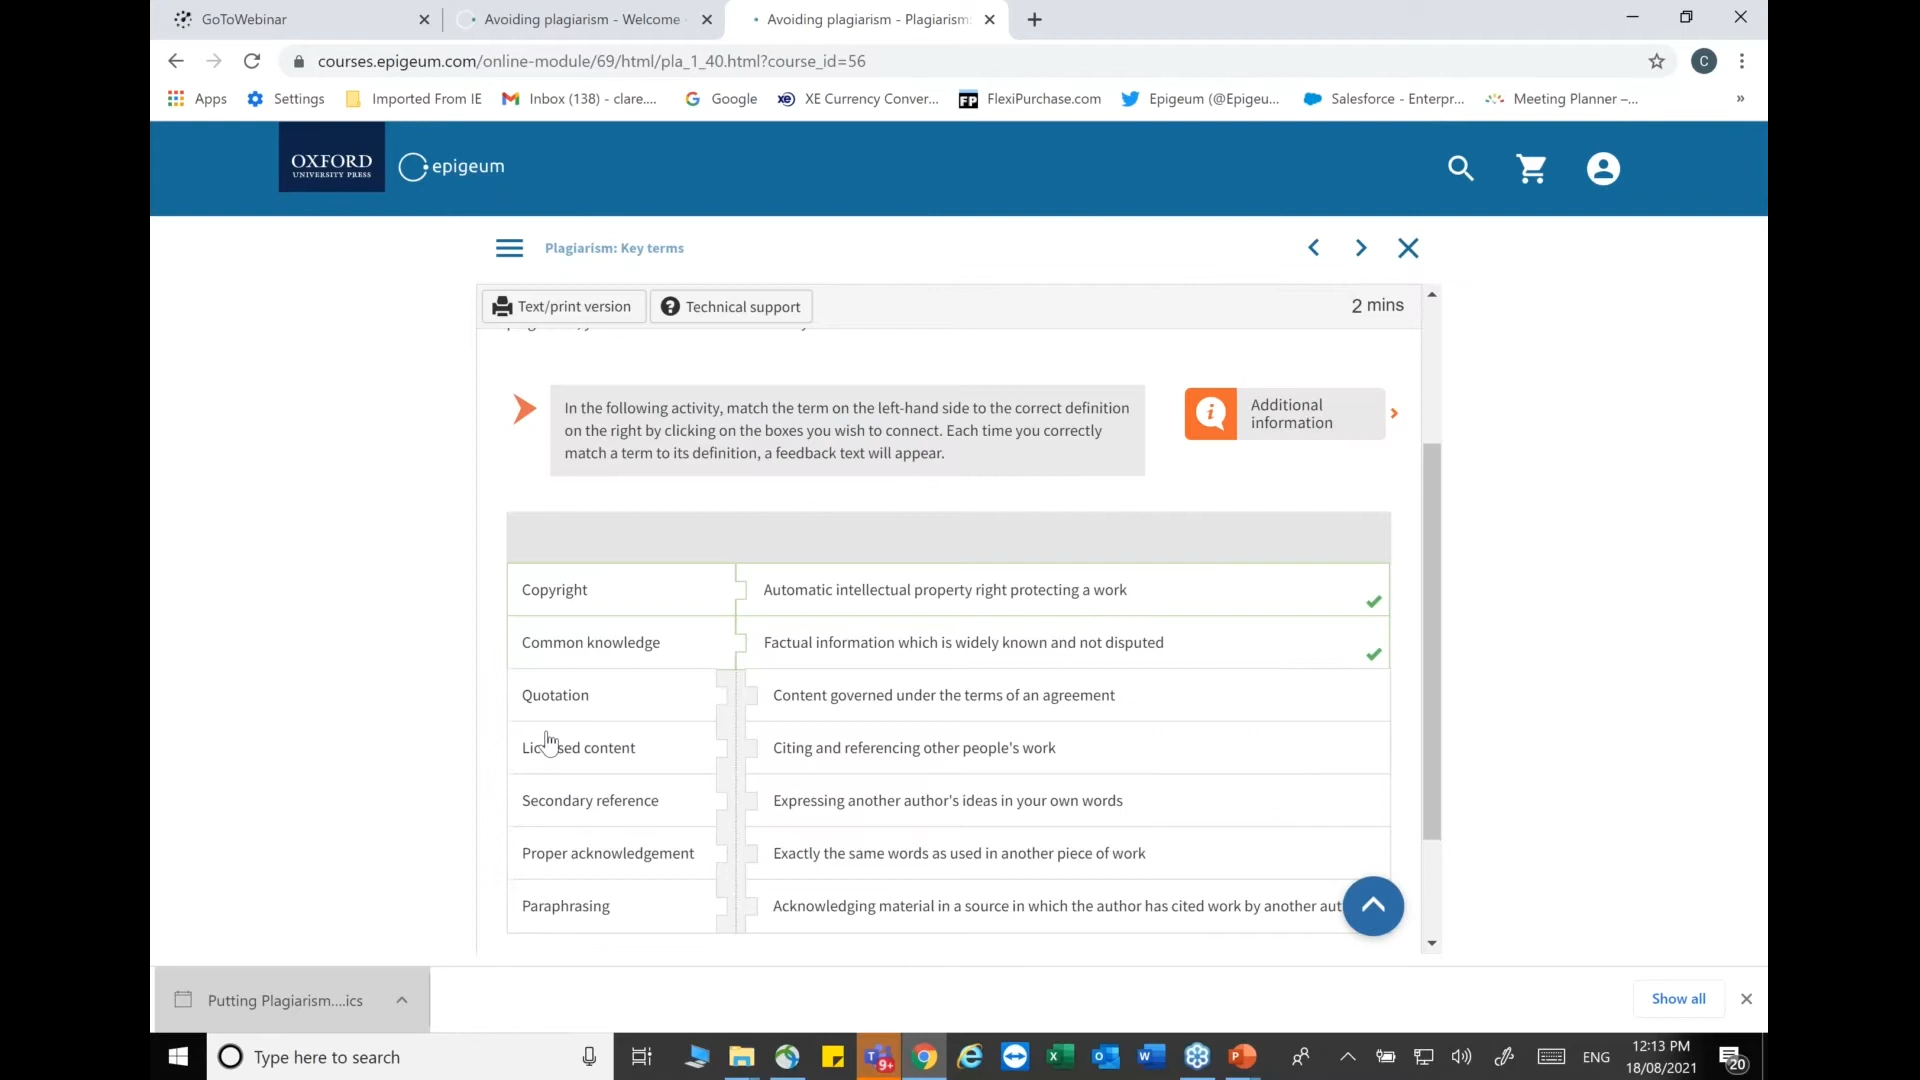 GoToWebinar
Avoiding plagiarism - Welcome
Avoiding plagiarism - Plagiarism:
courses.epigeum.com/online-module/69/html/pla_1_40.html?course_id=56
C
Apps
Settings
Imported From IE
Inbox (138) - clare....
Google
XE Currency Conver...
FlexiPurchase.com
Epigeum (@Epigeu...
Salesforce - Enterpr...
Meeting Planner –...
»
OXFORD
UNIVERSITY PRESS
epigeum
Plagiarism: Key terms
Text/print version
Technical support
2 mins
In the following activity, match the term on the left-hand side to the correct definition
on the right by clicking on the boxes you wish to connect. Each time you correctly
match a term to its definition, a feedback text will appear.
Additional
information
Copyright
Automatic intellectual property right protecting a work
Common knowledge
Factual information which is widely known and not disputed
Quotation
Content governed under the terms of an agreement
content
Citing and referencing other people's work
Secondary reference
Expressing another author's ideas in your own words
Proper acknowledgement
Exactly the same words as used in another piece of work
Paraphrasing
Acknowledging material in a source in which the author has cited work by another aut
Putting Plagiarism....ics
Show all
Type here to search
9+
ENG
12:13 PM
18/08/2021
20